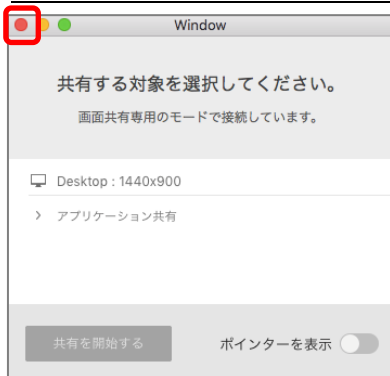 Window
共有する対象を選択してください。
画面共有専用のモードで接続しています。
Desktop : 1440x900
アプリケーション共有
共有を開始する
ポインターを表示